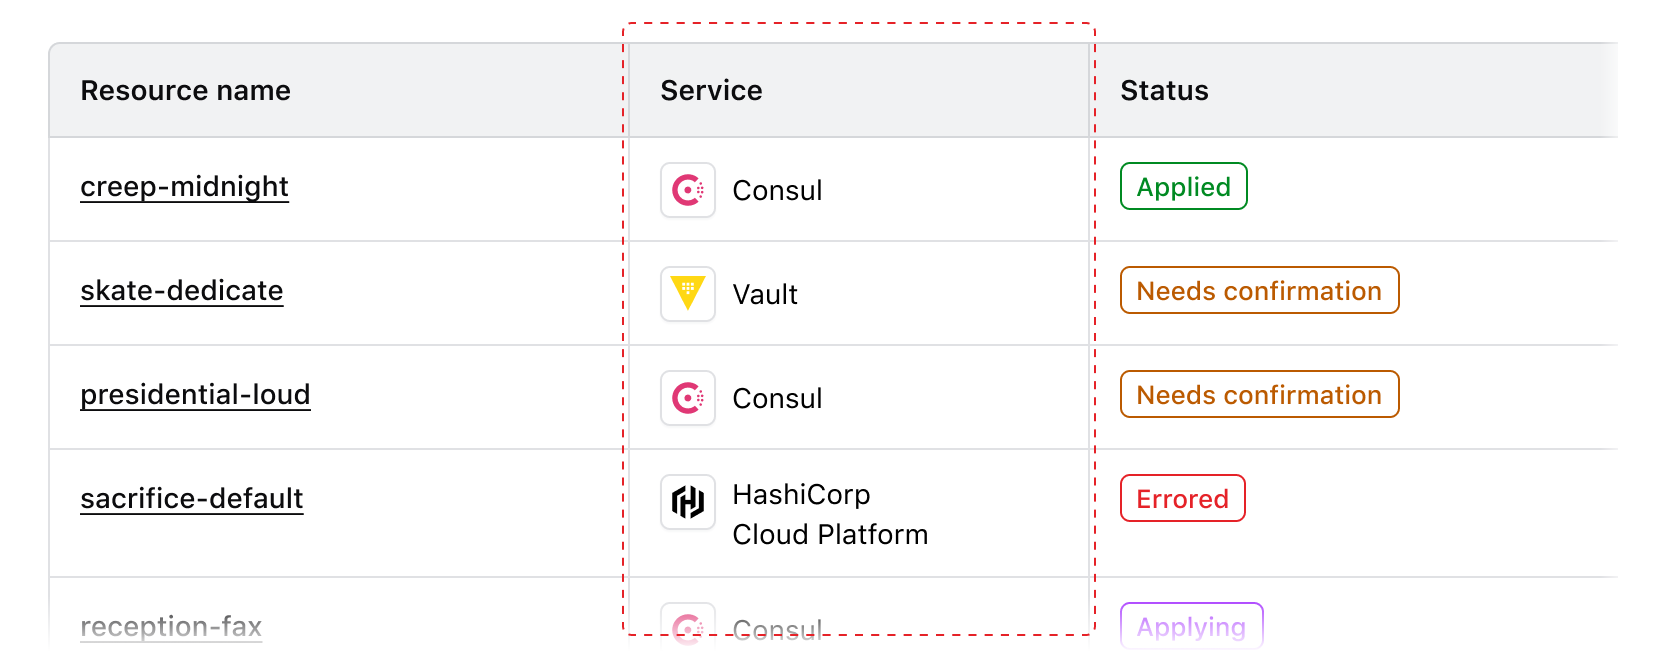 Resource name Service Status
creep-midnight Consul Applied
skate-dedicate Vault Needs confirmation
presidential-loud Consul Needs confirmation
sacrifice-default HashiCorp Errored
Cloud Platform
reception-fax Consul Applying